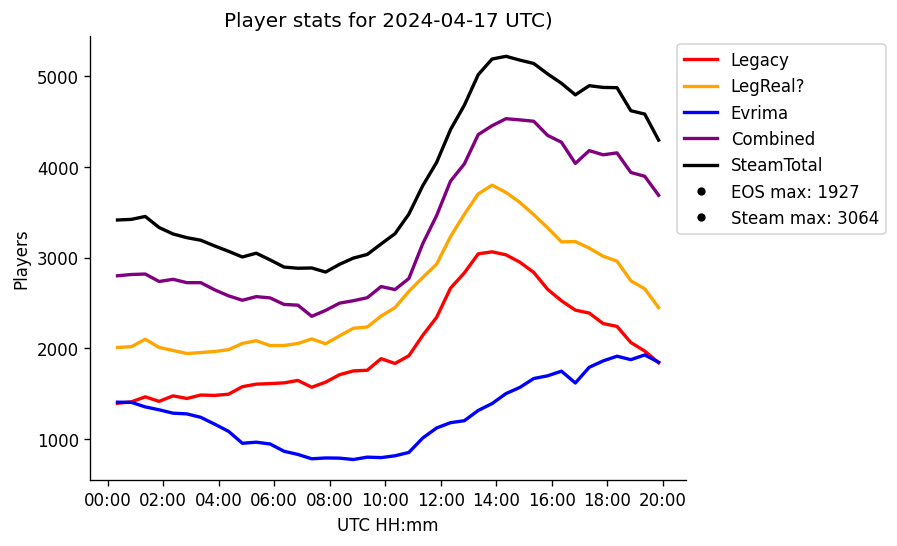 Player stats for 2024-04-17 UTC)
Legacy
LegReal?
Evrima
Combined
SteamTotal
EOS max: 1927
Steam max: 3064
5000
4000
3000
2000
1000
Players
00:00 02:00 04:00 06:00 08:00 10:00 12:00 14:00 16:00 18:00 20:00
UTC HH:mm